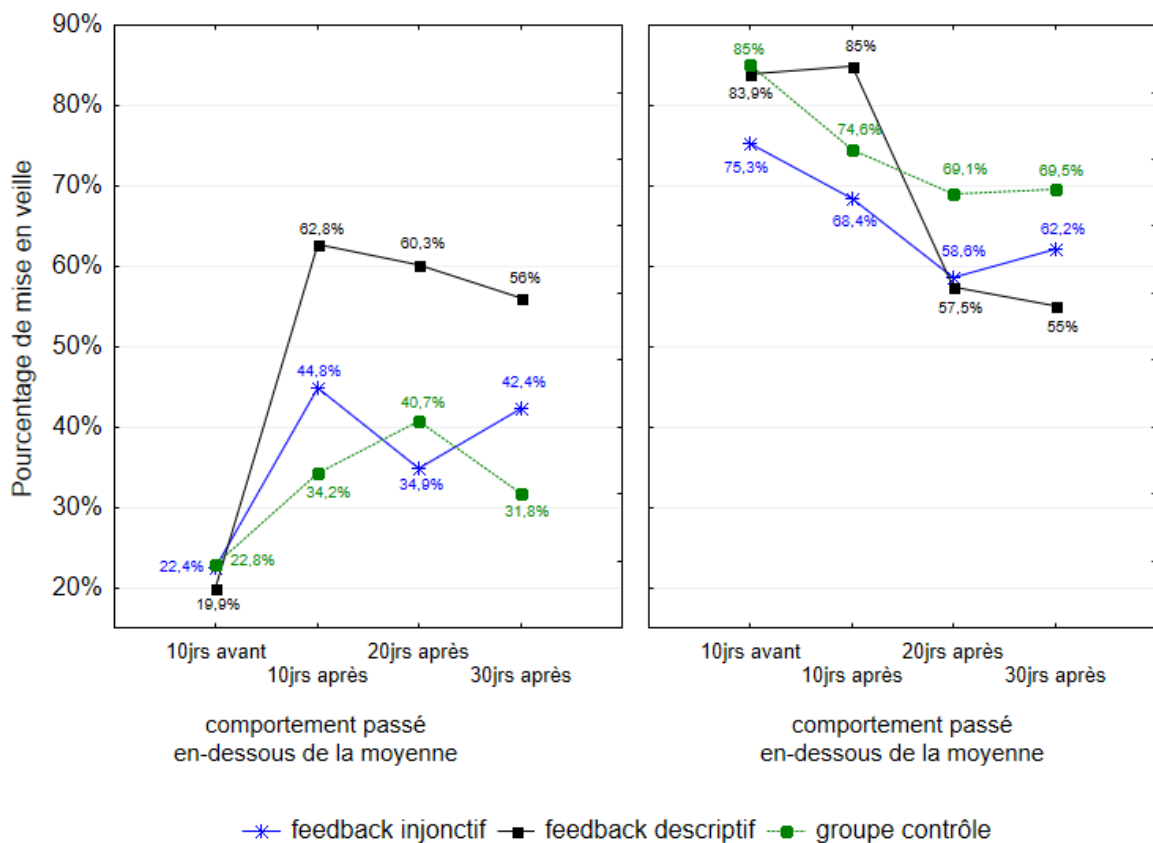 Pourcentage de mise en veille
90%
80%
70%
60%
50%
40%
30%
20%
22,4%
22,8%
19,9%
62,8%
60,3%
56%
44,8%
34,9%
42,4%
34,2%
40,7%
31,8%
10jrs avant
10jrs après
20jrs après
30jrs après
comportement passé
en-dessous de la moyenne
85%
83,9%
75,3%
85%
74,6%
68,4%
69,1%
58,6%
57,5%
69,5%
62,2%
55%
10jrs avant
10jrs après
20jrs après
30jrs après
comportement passé
en-dessous de la moyenne
feedback injonctif feedback descriptif groupe contrôle